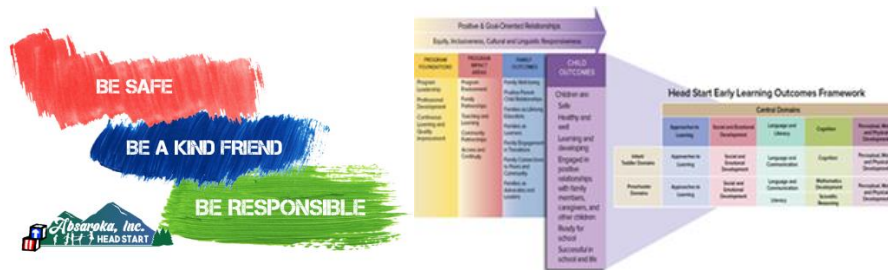 BE SAFE
BE A KIND FRIEND
BE RESPONSIBLE
Absaroka, Inc.
HEAD START
Positive & Goal-Oriented Relationships
Equity, Inclusiveness, Cultural and Linguistic Responsiveness
PROGRAM
FOUNDATIONS
Program
Leadership
Professional
Development
Continuous
Learning and
Quality
Improvement
PROGRAM
IMPACT
AREAS
Program
Environment
Family
Partnerships
Teaching and
Learning
Community
Partnerships
Access and
Continuity
FAMILY
OUTCOMES
Family Well-being
Positive Parent-
Child Relationships
Families as Lifelong
Educators
Families as
Learners
Family Engagement
in Transitions
Family Connections
to Peers and
Community
Families as
Advocates and
Leaders
CHILD
OUTCOMES
Children are:
Safe
Healthy and
well
Learning and
developing
Engaged in
positive
relationships
with family
members,
caregivers, and
other children
Ready for
school
Successful in
school and life
Head Start Early Learning Outcomes Framework
Central Domains
Approaches to
Learning
Social and Emotional
Development
Language and
Literacy
Cognition
and Physical
Infant/
Toddler Domains
Approaches to
Learning
Social and
Emotional
Development
Language and
Communication
Cognition
and Physical
Preschooler
Domains
Approaches to
Learning
Social and
Emotional
Development
Language and
Communication
Literacy
Mathematics
Development
Scientific
Reasoning
and Physical